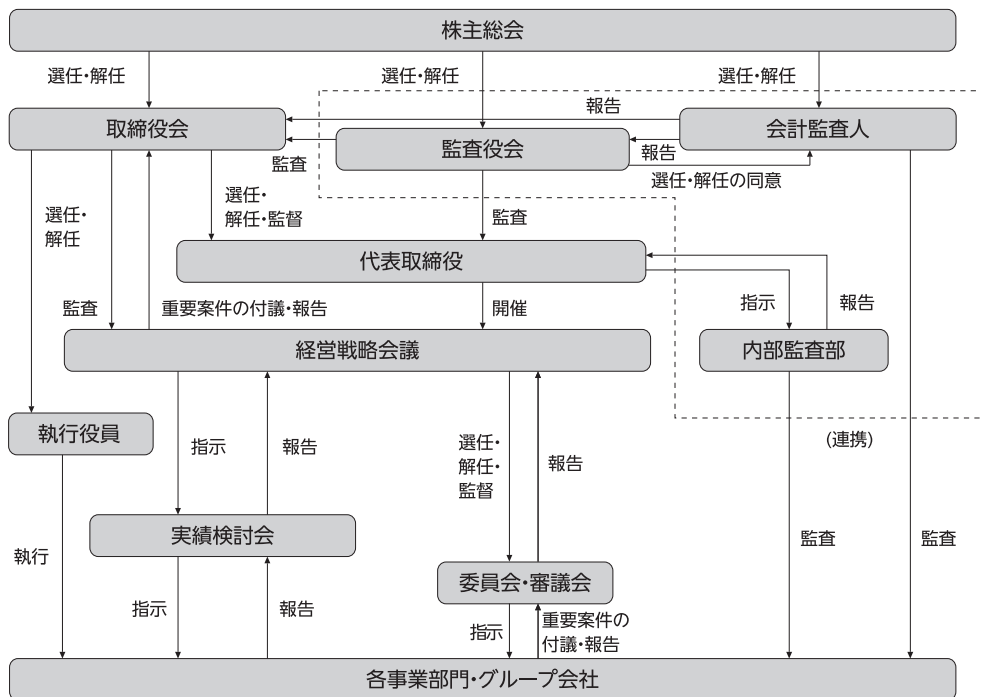 株主総会
選任・解任
選任・解任
選任・解任
報告
取締役会
監査役会
会計監査人
監査
報告
選任・解任の同意
選任・
解任
選任・
解任・監督
監査
代表取締役
監査
重要案件の付議・報告
開催
指示
報告
経営戦略会議
内部監査部
執行役員
(連携)
指示
報告
選任・
解任・
監督
報告
実績検討会
監査
監査
執行
委員会・審議会
指示
報告
指示
重要案件の
付議・報告
各事業部門・グループ会社